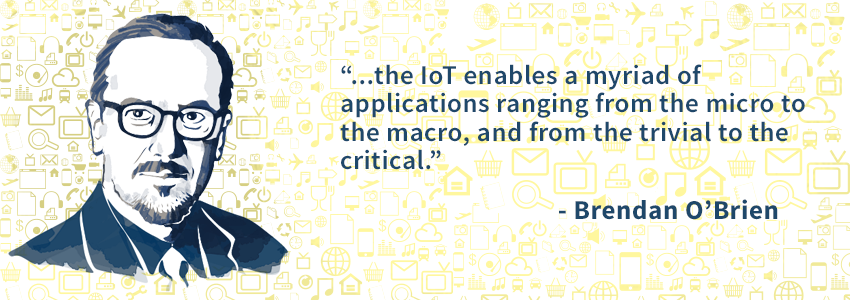 “...the IoT enables a myriad of
applications ranging from the micro to
the macro, and from the trivial to the
critical.”
- Brendan O’Brien